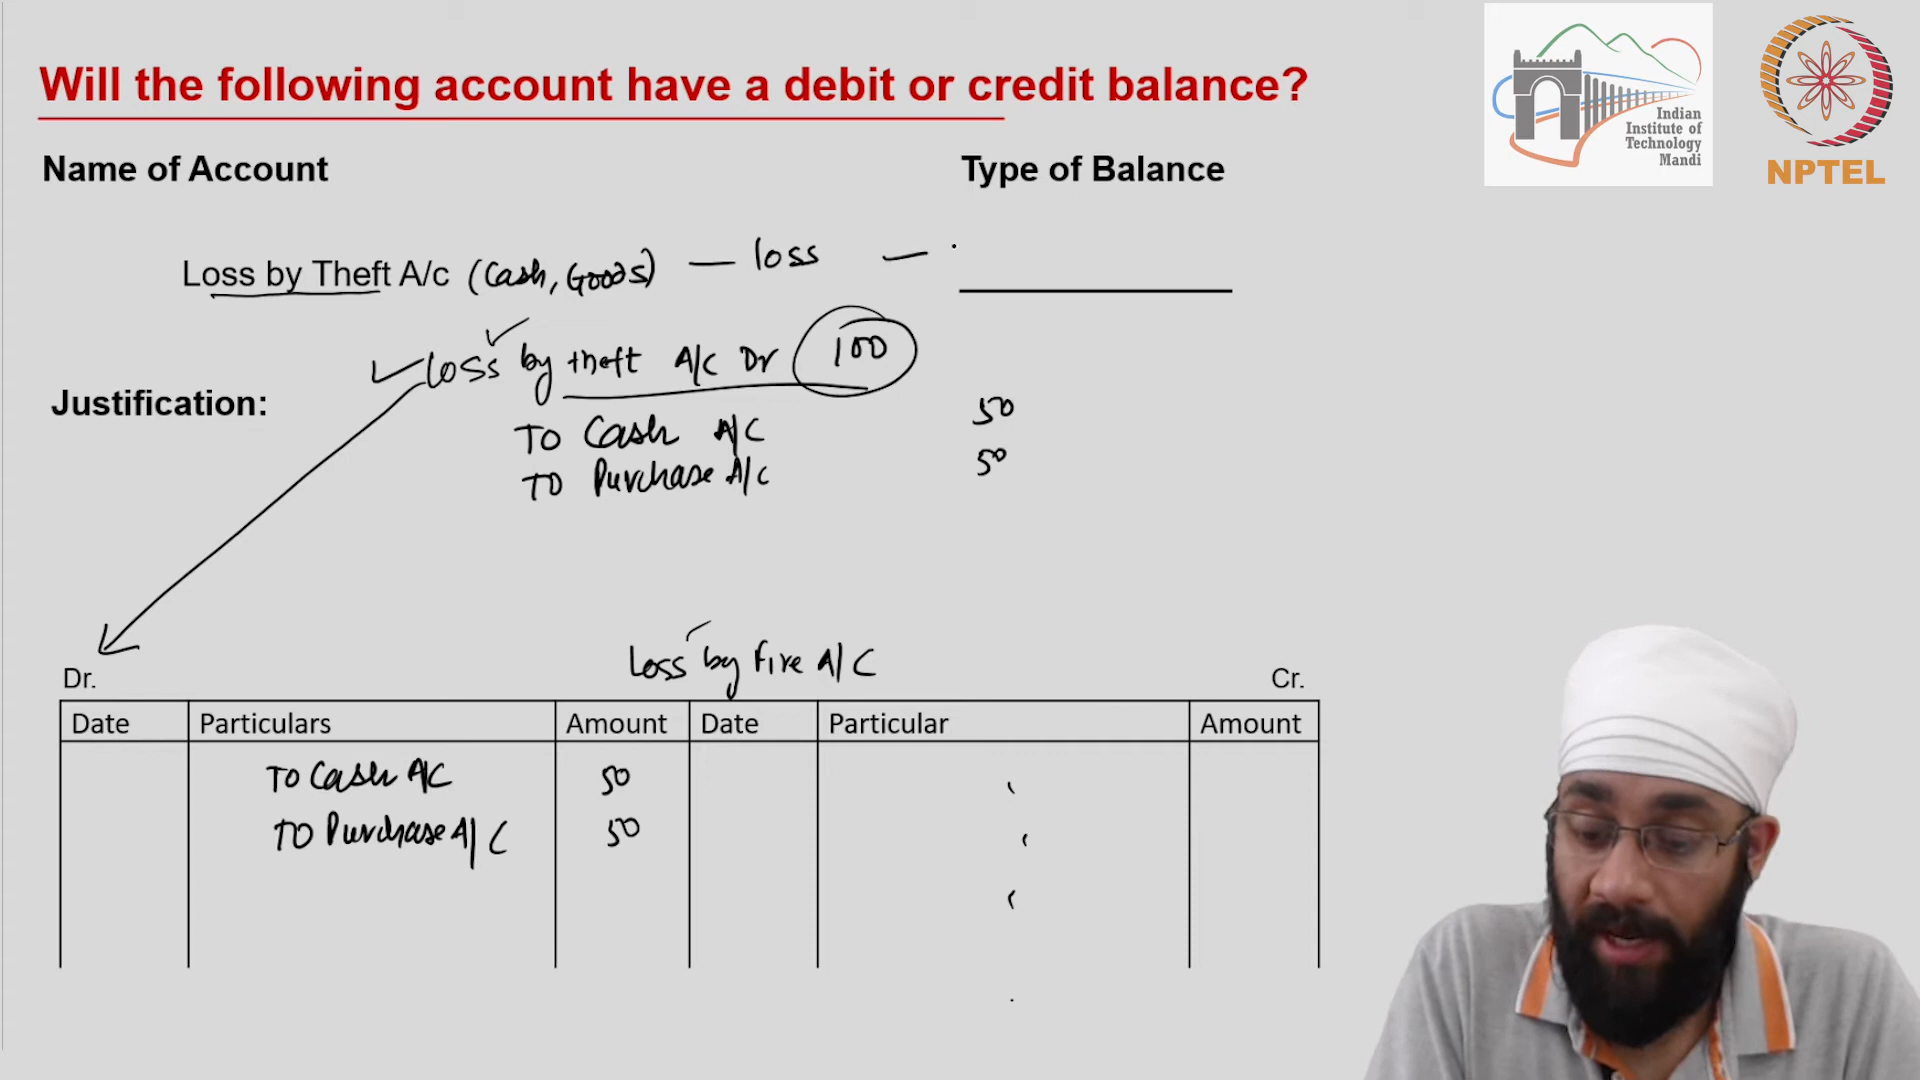 Will the following account have a debit or credit balance?
Indian
Institute of
Technology
Mandi
NPTEL
Name of Account
Type of Balance
Loss by Theft A/c (Cash, Goods) — loss —
Loss by theft A/C Dr 100
Justification:
To Cash A/C 50
To Purchase A/C 50
Loss by Fire A/C
Dr.
Cr.
Date Particulars Amount Date Particular Amount
To Cash A/C 50
To Purchase A/C 50